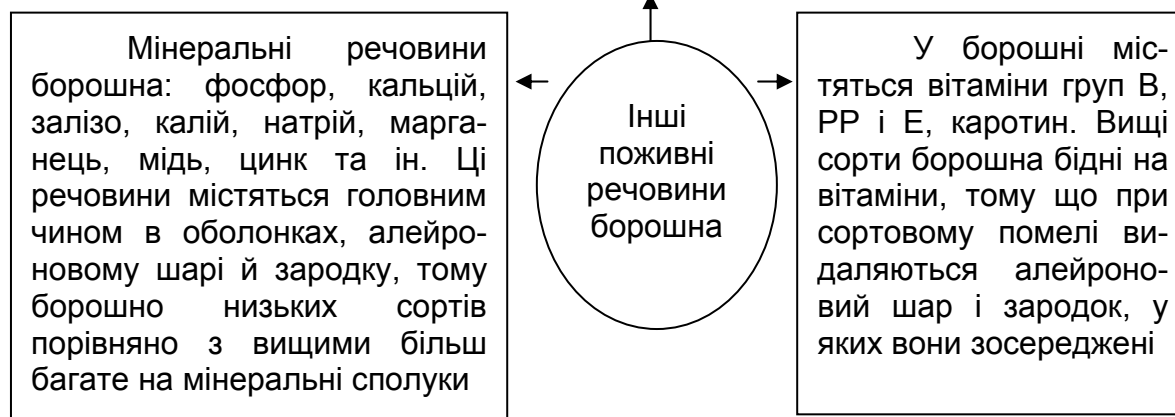 Мінеральні речовини
борошна: фосфор, кальцій,
залізо, калій, натрій, марга-
нець, мідь, цинк та ін. Ці
речовини містяться головним
чином в оболонках, алейро-
новому шарі й зародку, тому
борошно низьких сортів
порівняно з вищими більш
багате на мінеральні сполуки
Інші
поживні
речовини
борошна
У борошні міс-
тяться вітаміни груп В,
РР і Е, каротин. Вищі
сорти борошна бідні на
вітаміни, тому що при
сортовому помелі ви-
даляються алейроно-
вий шар і зародок, у
яких вони зосереджені